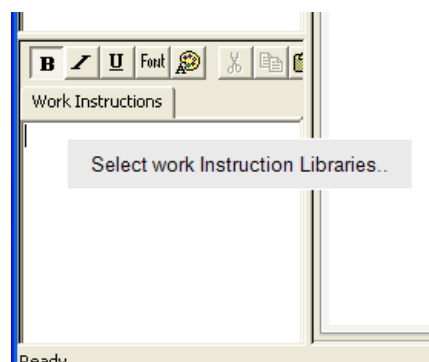 B I U Font A
Work Instructions
Select work Instruction Libraries..
Ready